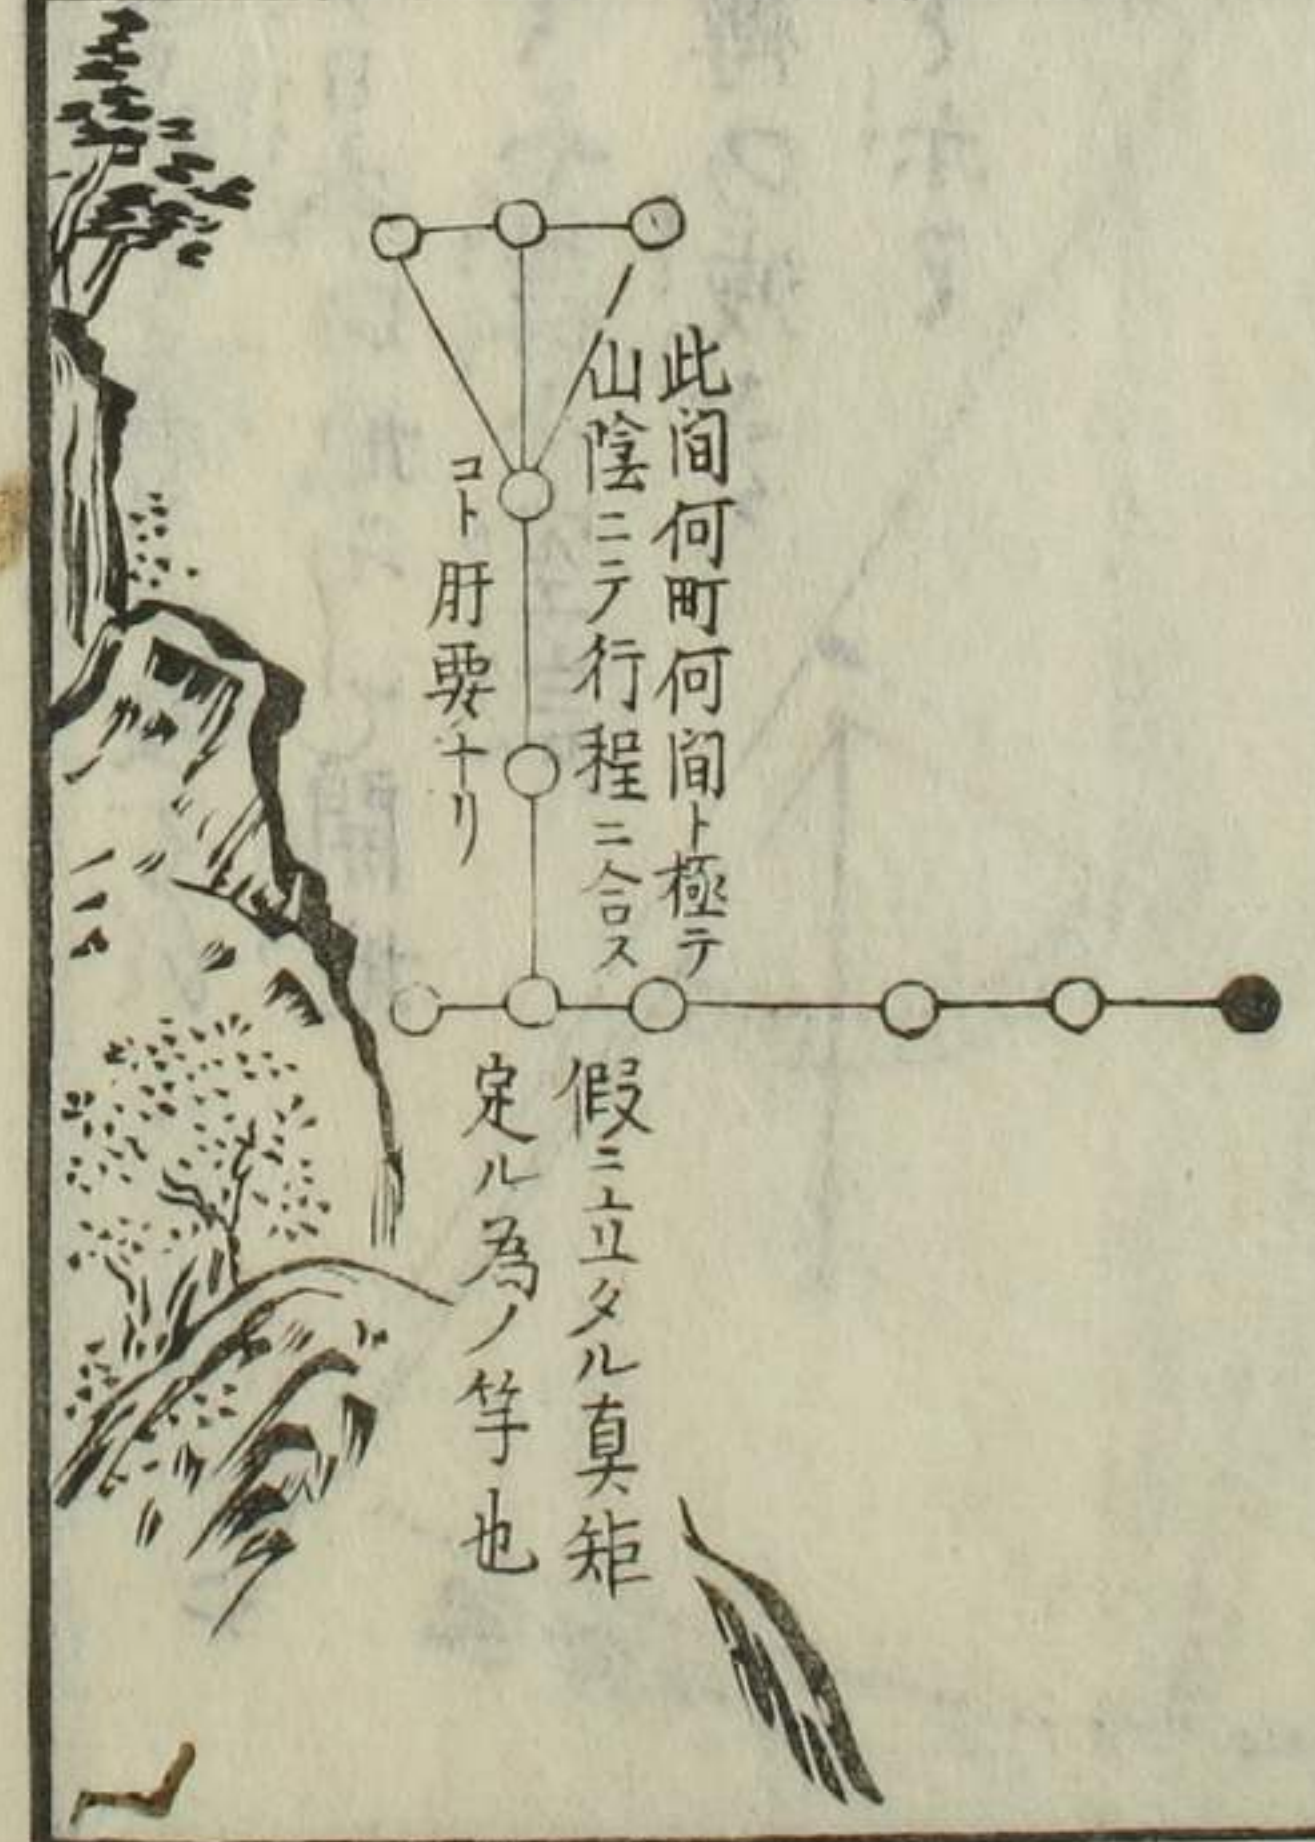 此間何町何間ト極テ
山陰ニテ行程ニ合ス
コト肝要ナリ
假ニ立タル真矩
定ル為ノ竿也